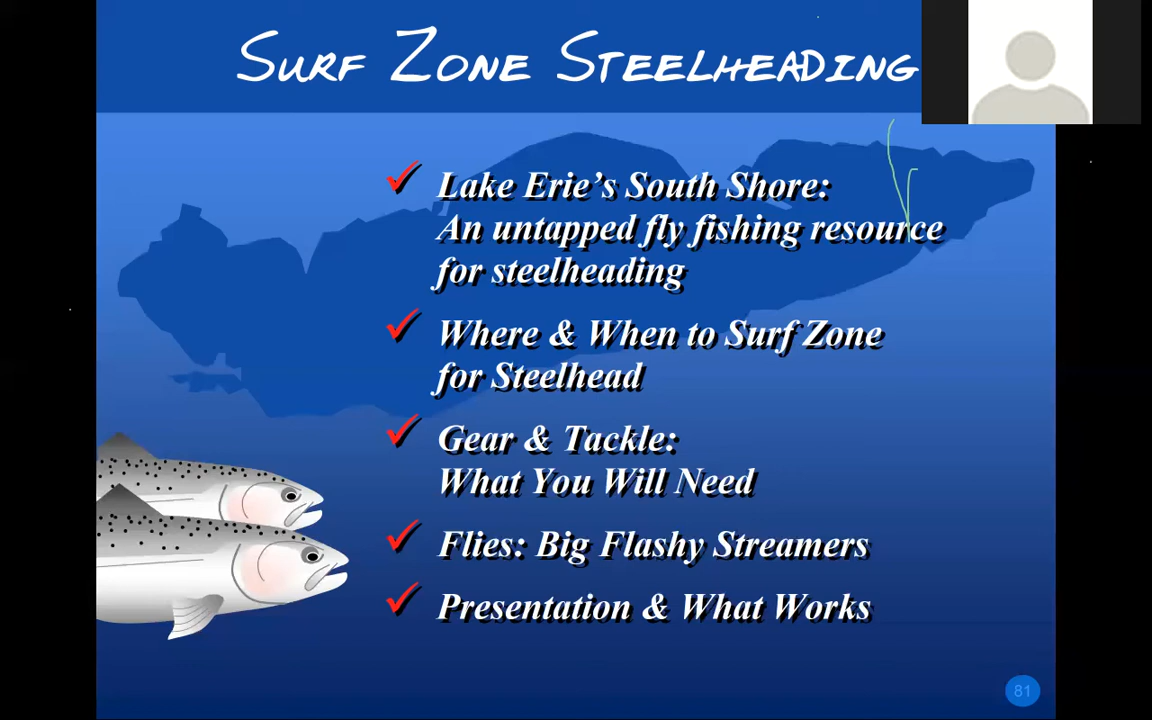 Surf Zone Steelheading
Lake Erie’s South Shore:
An untapped fly fishing resource
for steelheading
Where & When to Surf Zone
for Steelhead
Gear & Tackle:
What You Will Need
Flies: Big Flashy Streamers
Presentation & What Works
81